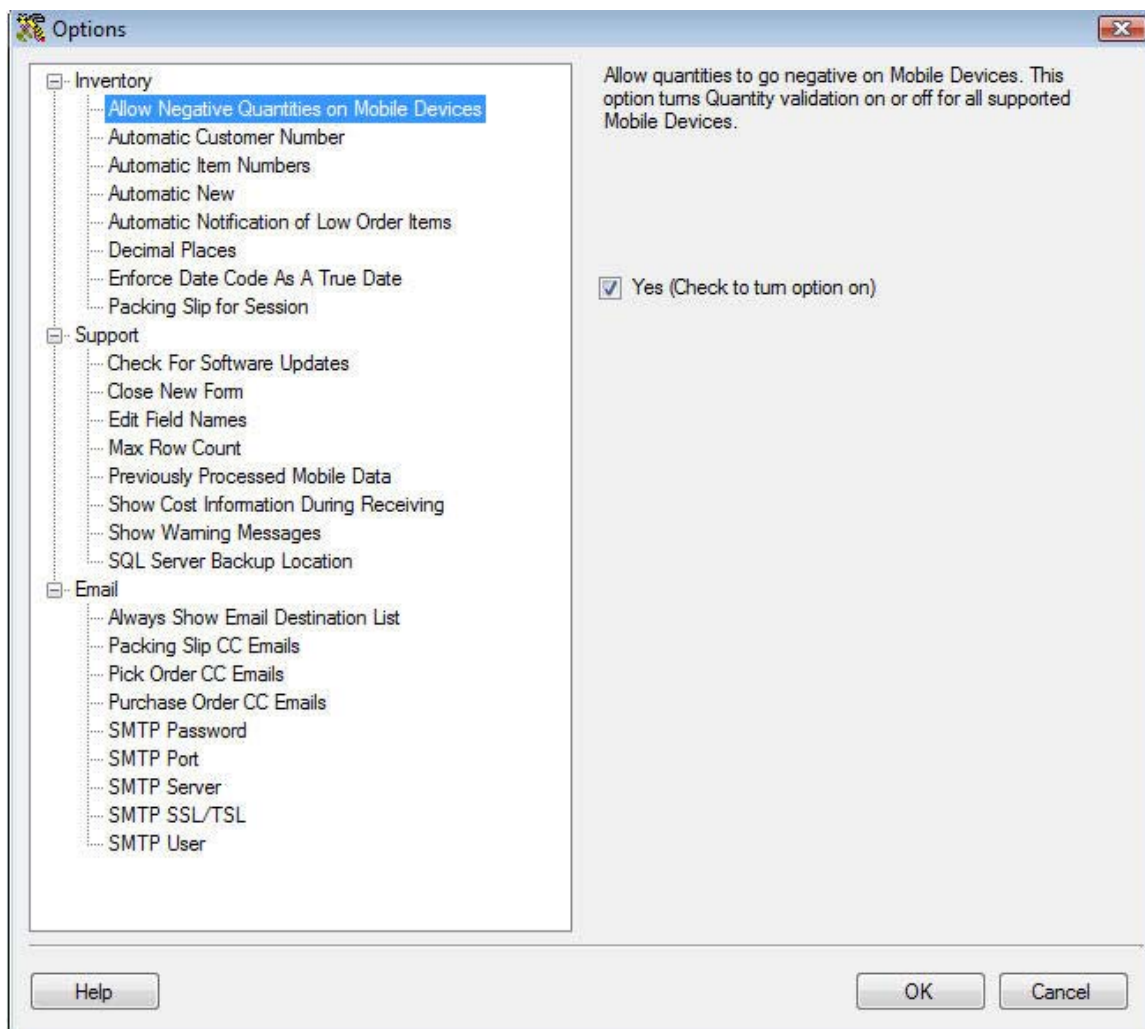 Options
Inventory
Allow Negative Quantities on Mobile Devices
Automatic Customer Number
Automatic Item Numbers
Automatic New
Automatic Notification of Low Order Items
Decimal Places
Enforce Date Code As A True Date
Packing Slip for Session
Support
Check For Software Updates
Close New Form
Edit Field Names
Max Row Count
Previously Processed Mobile Data
Show Cost Information During Receiving
Show Warning Messages
SQL Server Backup Location
Email
Always Show Email Destination List
Packing Slip CC Emails
Pick Order CC Emails
Purchase Order CC Emails
SMTP Password
SMTP Port
SMTP Server
SMTP SSL/TSL
SMTP User
Allow quantities to go negative on Mobile Devices. This
option turns Quantity validation on or off for all supported
Mobile Devices.
Yes (Check to turn option on)
Help
OK
Cancel